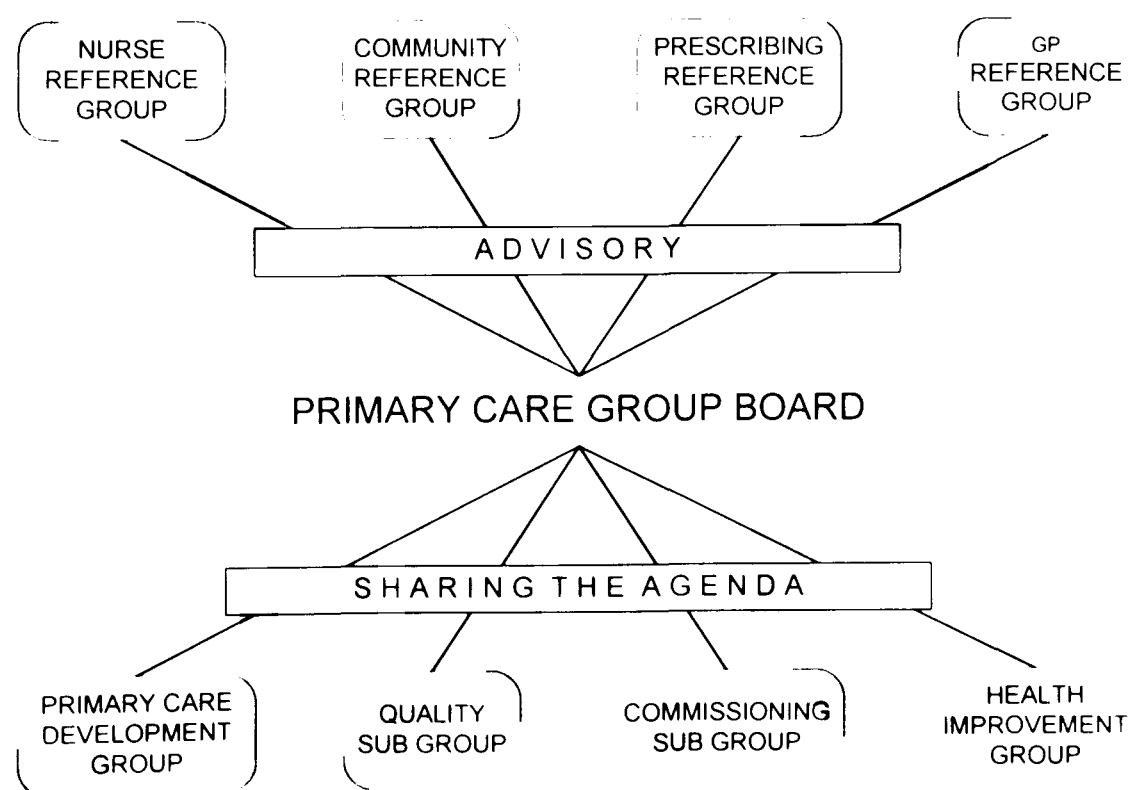 NURSE
REFERENCE
GROUP
COMMUNITY
REFERENCE
GROUP
PRESCRIBING
REFERENCE
GROUP
GP
REFERENCE
GROUP
ADVISORY
PRIMARY CARE GROUP BOARD
SHARING THE AGENDA
PRIMARY CARE
DEVELOPMENT
GROUP
QUALITY
SUB GROUP
COMMISSIONING
SUB GROUP
HEALTH
IMPROVEMENT
GROUP